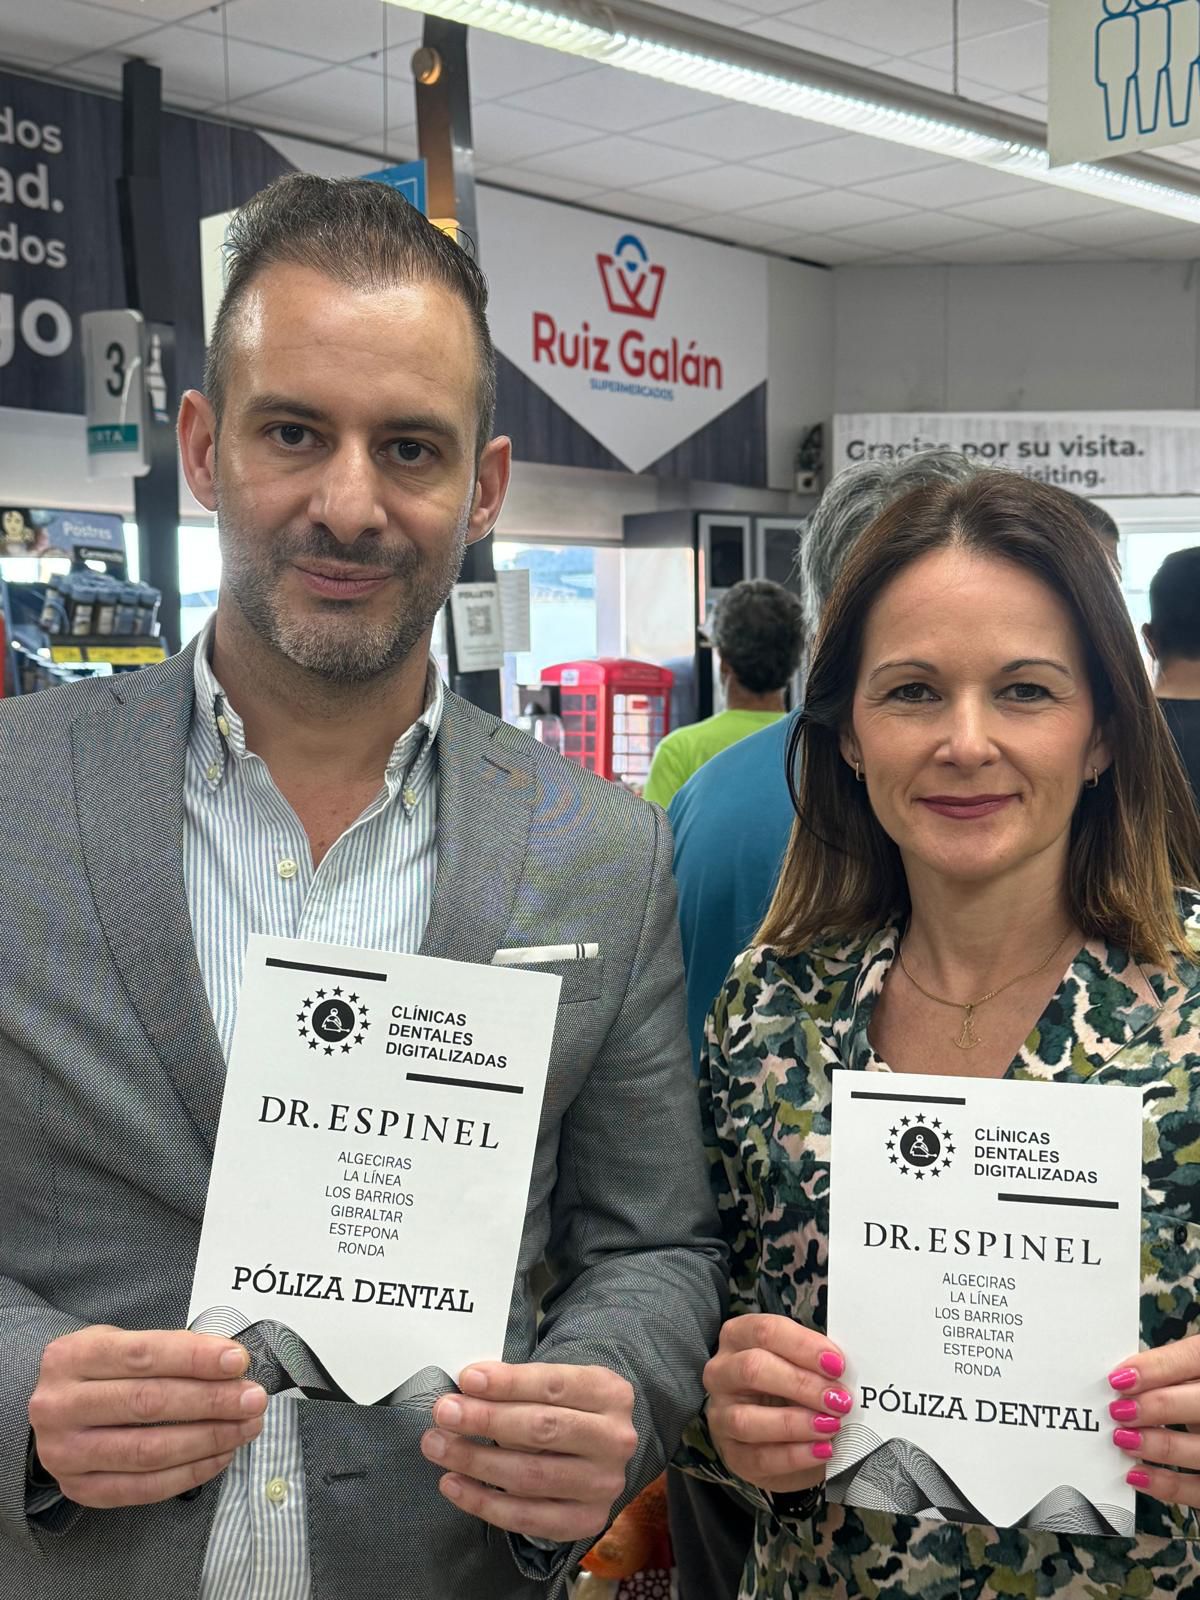 dos
ad.
dos
go
3
Ruiz Galán
SUPERMERCADOS
Gracias por su visita.
Postres
FOLLETO
CLÍNICAS
DENTALES
DIGITALIZADAS
DR. ESPINEL
ALGECIRAS
LA LÍNEA
LOS BARRIOS
GIBRALTAR
ESTEPONA
RONDA
PÓLIZA DENTAL
CLÍNICAS
DENTALES
DIGITALIZADAS
DR. ESPINEL
ALGECIRAS
LA LÍNEA
LOS BARRIOS
GIBRALTAR
ESTEPONA
RONDA
PÓLIZA DENTAL